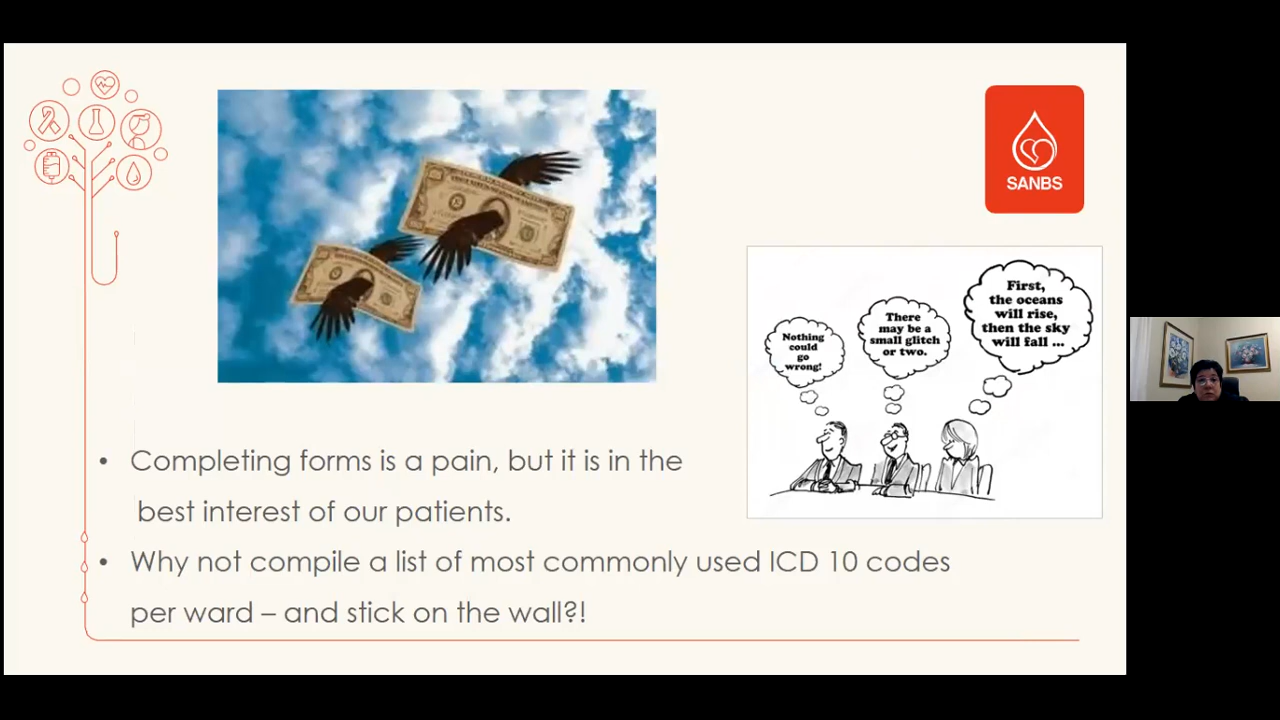 SANBS
Nothing
could
go
wrong!
There
may be a
small glitch
or two.
First,
the oceans
will rise,
then the sky
will fall ...
• Completing forms is a pain, but it is in the
best interest of our patients.
• Why not compile a list of most commonly used ICD 10 codes
per ward – and stick on the wall?!